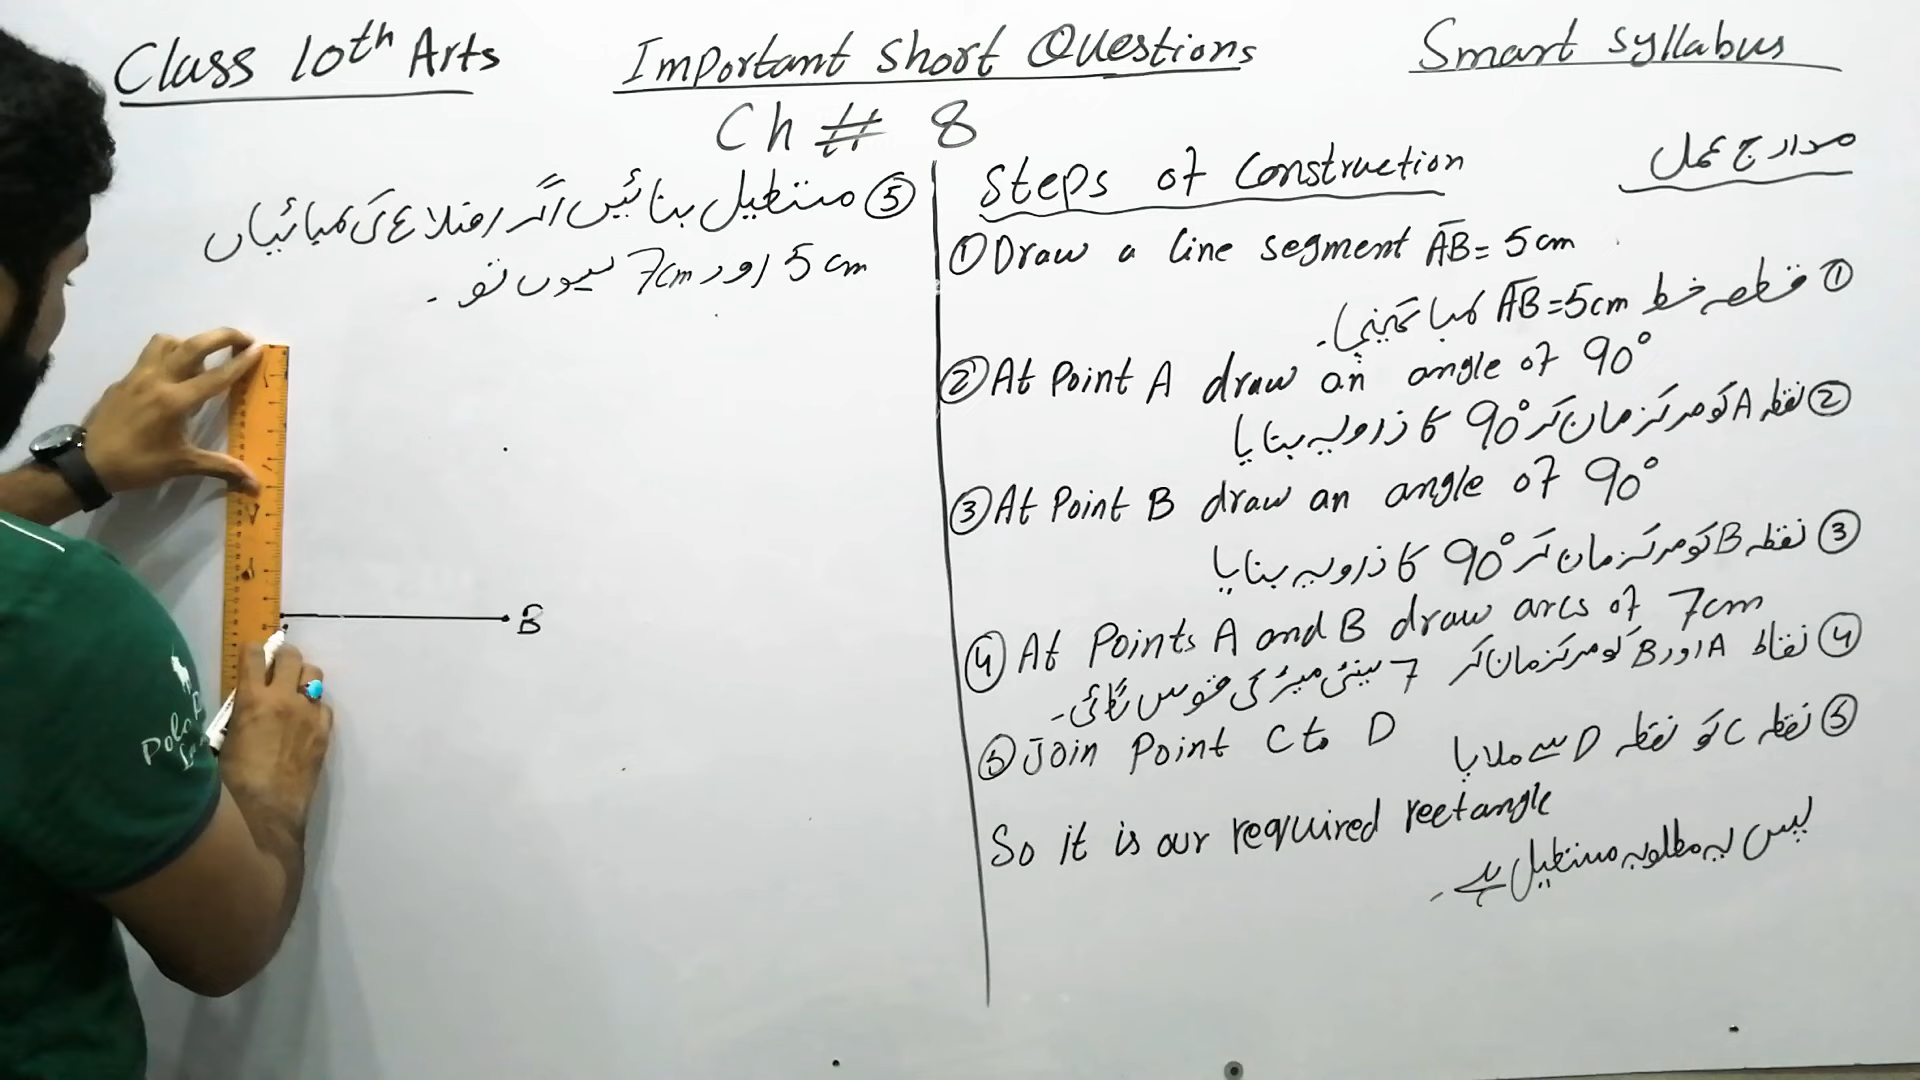 Class 10th Arts
Important Short Questions
Smart Syllabus
Ch # 8
⑤ مستطیل بنائیں اگر اضلاع کی لمبائیاں
5 cm اور 7cm ہوں تو ۔
B
Steps of Construction
مدارج عمل
① Draw a line segment A̅B̅ = 5cm
① قطعہ خط A̅B̅ = 5cm لمبا کھینچا۔
② At Point A draw an angle of 90°
② نقطہ A کو مرکز مان کر 90° کا زاویہ بنایا
③ At Point B draw an angle of 90°
③ نقطہ B کو مرکز مان کر 90° کا زاویہ بنایا
④ At Points A and B draw arcs of 7cm
④ نقاط A اور B کو مرکز مان کر 7 سینٹی میٹر کی قوس لگائی۔
⑤ Join Point C to D
⑤ نقطہ C کو نقطہ D سے ملایا
So it is our required rectangle
پس یہ مطلوبہ مستطیل ہے۔
Polo